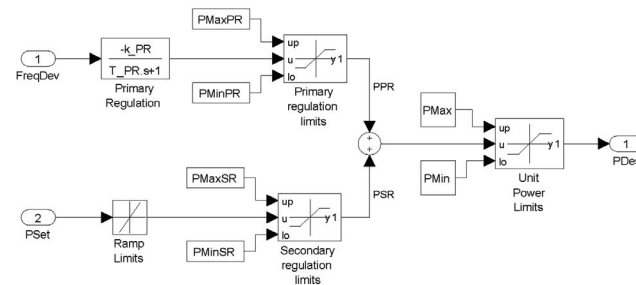 PMaxPR
1
FreqDev
-k_PR
T_PR.s+1
Primary
Regulation
up
u
lo
y 1
PMinPR
Primary
regulation
limits
PPR
PMax
up
u
lo
y 1
PMin
Unit
Power
Limits
1
PDes
+
+
PSR
PMaxSR
2
PSet
Ramp
Limits
up
u
lo
y 1
PMinSR
Secondary
regulation
limits